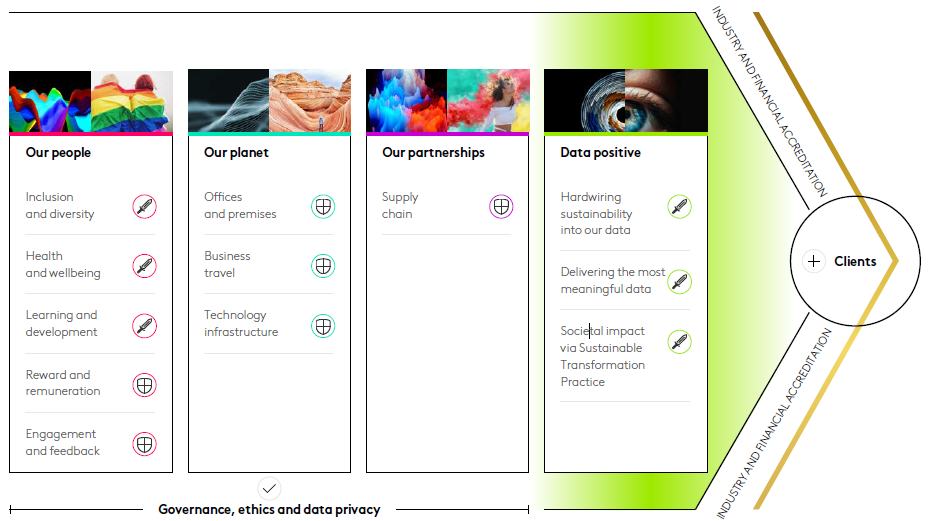 INDUSTRY AND FINANCIAL ACCREDITATION
Our people
Inclusion
and diversity
Health
and wellbeing
Learning and
development
Reward and
remuneration
Engagement
and feedback
Our planet
Offices
and premises
Business
travel
Technology
infrastructure
Our partnerships
Supply
chain
Data positive
Hardwiring
sustainability
into our data
Delivering the most
meaningful data
Societal impact
via Sustainable
Transformation
Practice
Clients
INDUSTRY AND FINANCIAL ACCREDITATION
Governance, ethics and data privacy